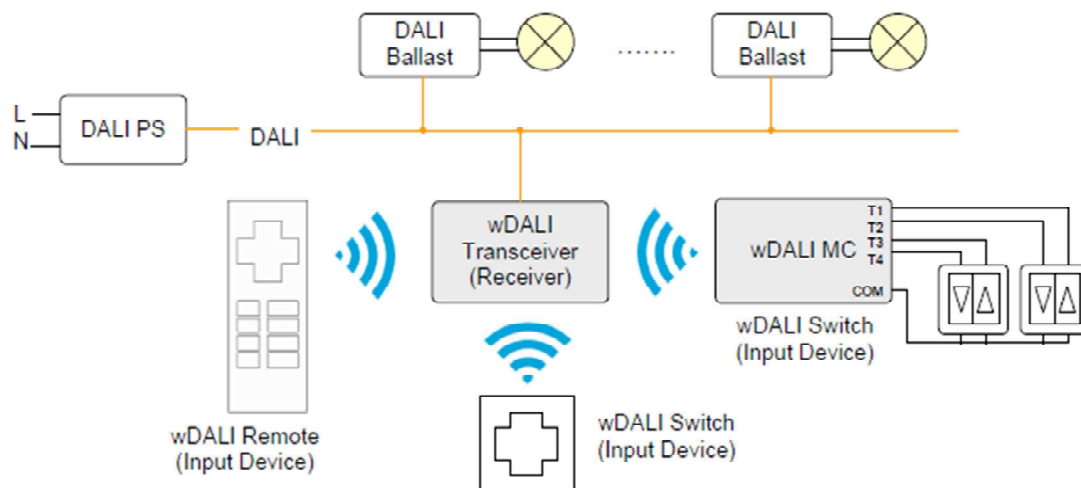 DALI
Ballast
.......
DALI
Ballast
L
N
DALI PS
DALI
wDALI
Transceiver
(Receiver)
wDALI MC
T1
T2
T3
T4
COM
wDALI Switch
(Input Device)
wDALI Remote
(Input Device)
wDALI Switch
(Input Device)